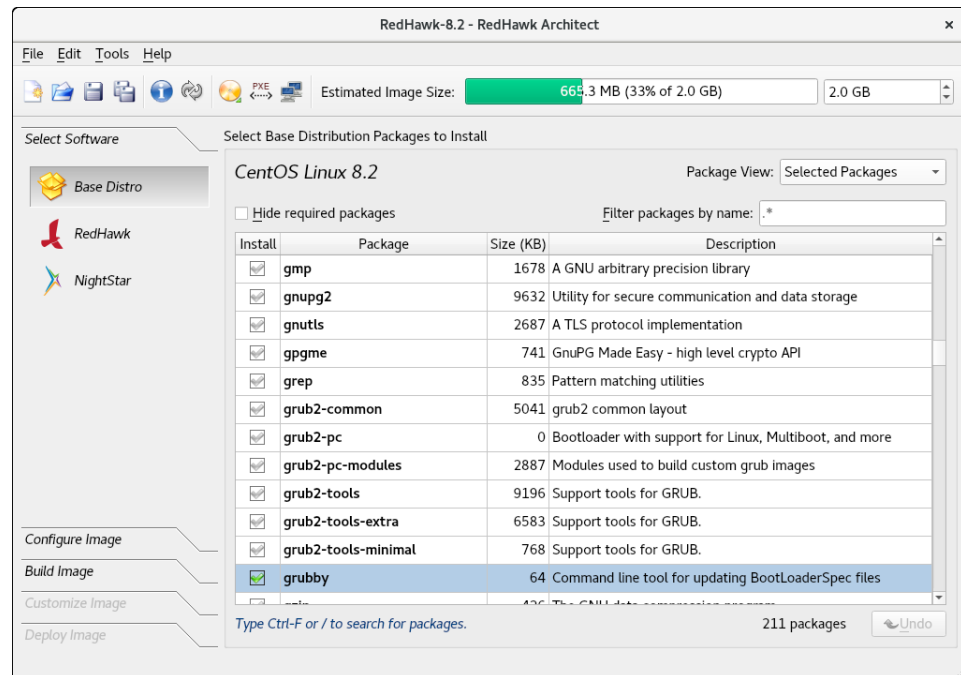 RedHawk-8.2 - RedHawk Architect
File Edit Tools Help
PXE
Estimated Image Size: 665.3 MB (33% of 2.0 GB) 2.0 GB
Select Software
Base Distro
RedHawk
NightStar
Configure Image
Build Image
Customize Image
Deploy Image
Select Base Distribution Packages to Install
CentOS Linux 8.2 Package View: Selected Packages
Hide required packages Filter packages by name: .*
Install Package Size (KB) Description
gmp 1678 A GNU arbitrary precision library
gnupg2 9632 Utility for secure communication and data storage
gnutls 2687 A TLS protocol implementation
gpgme 741 GnuPG Made Easy - high level crypto API
grep 835 Pattern matching utilities
grub2-common 5041 grub2 common layout
grub2-pc 0 Bootloader with support for Linux, Multiboot, and more
grub2-pc-modules 2887 Modules used to build custom grub images
grub2-tools 9196 Support tools for GRUB.
grub2-tools-extra 6583 Support tools for GRUB.
grub2-tools-minimal 768 Support tools for GRUB.
grubby 64 Command line tool for updating BootLoaderSpec files
Type Ctrl-F or / to search for packages. 211 packages Undo